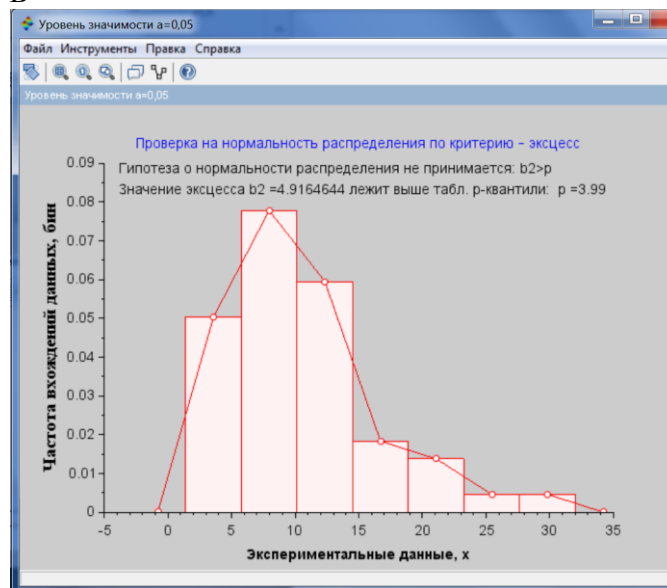 Уровень значимости a=0,05
Файл Инструменты Правка Справка
Уровень значимости a=0,05
Проверка на нормальность распределения по критерию - эксцесс
Гипотеза о нормальности распределения не принимается: b2>p
Значение эксцесса b2 =4.9164644 лежит выше табл. p-квантили: p =3.99
Частота вхождений данных, бин
0.09
0.08
0.07
0.06
0.05
0.04
0.03
0.02
0.01
0
-5 0 5 10 15 20 25 30 35
Экспериментальные данные, x